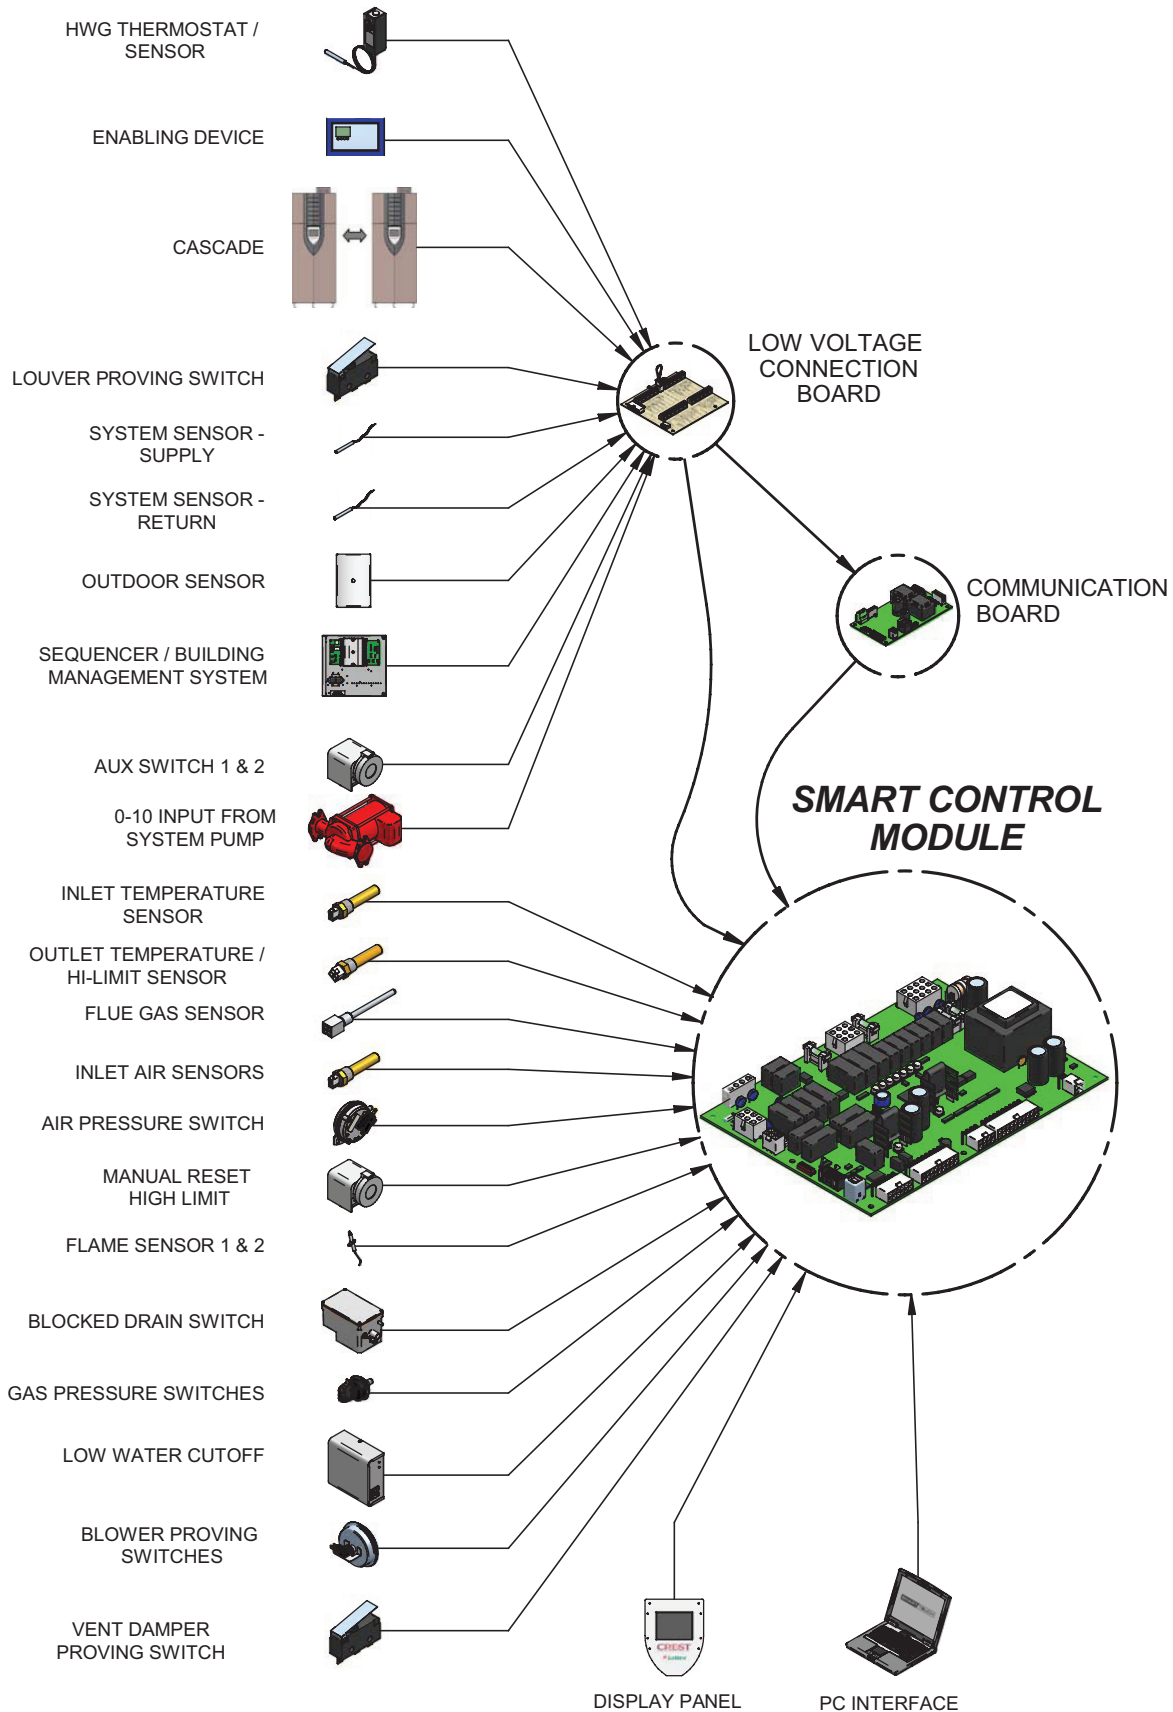 HWG THERMOSTAT /
SENSOR
ENABLING DEVICE
CASCADE
LOUVER PROVING SWITCH
LOW VOLTAGE
CONNECTION
BOARD
SYSTEM SENSOR -
SUPPLY
SYSTEM SENSOR -
RETURN
OUTDOOR SENSOR
COMMUNICATION
BOARD
SEQUENCER / BUILDING
MANAGEMENT SYSTEM
AUX SWITCH 1 & 2
0-10 INPUT FROM
SYSTEM PUMP
SMART CONTROL
MODULE
INLET TEMPERATURE
SENSOR
OUTLET TEMPERATURE /
HI-LIMIT SENSOR
FLUE GAS SENSOR
INLET AIR SENSORS
AIR PRESSURE SWITCH
MANUAL RESET
HIGH LIMIT
FLAME SENSOR 1 & 2
BLOCKED DRAIN SWITCH
GAS PRESSURE SWITCHES
LOW WATER CUTOFF
BLOWER PROVING
SWITCHES
VENT DAMPER
PROVING SWITCH
CREST
DISPLAY PANEL
PC INTERFACE